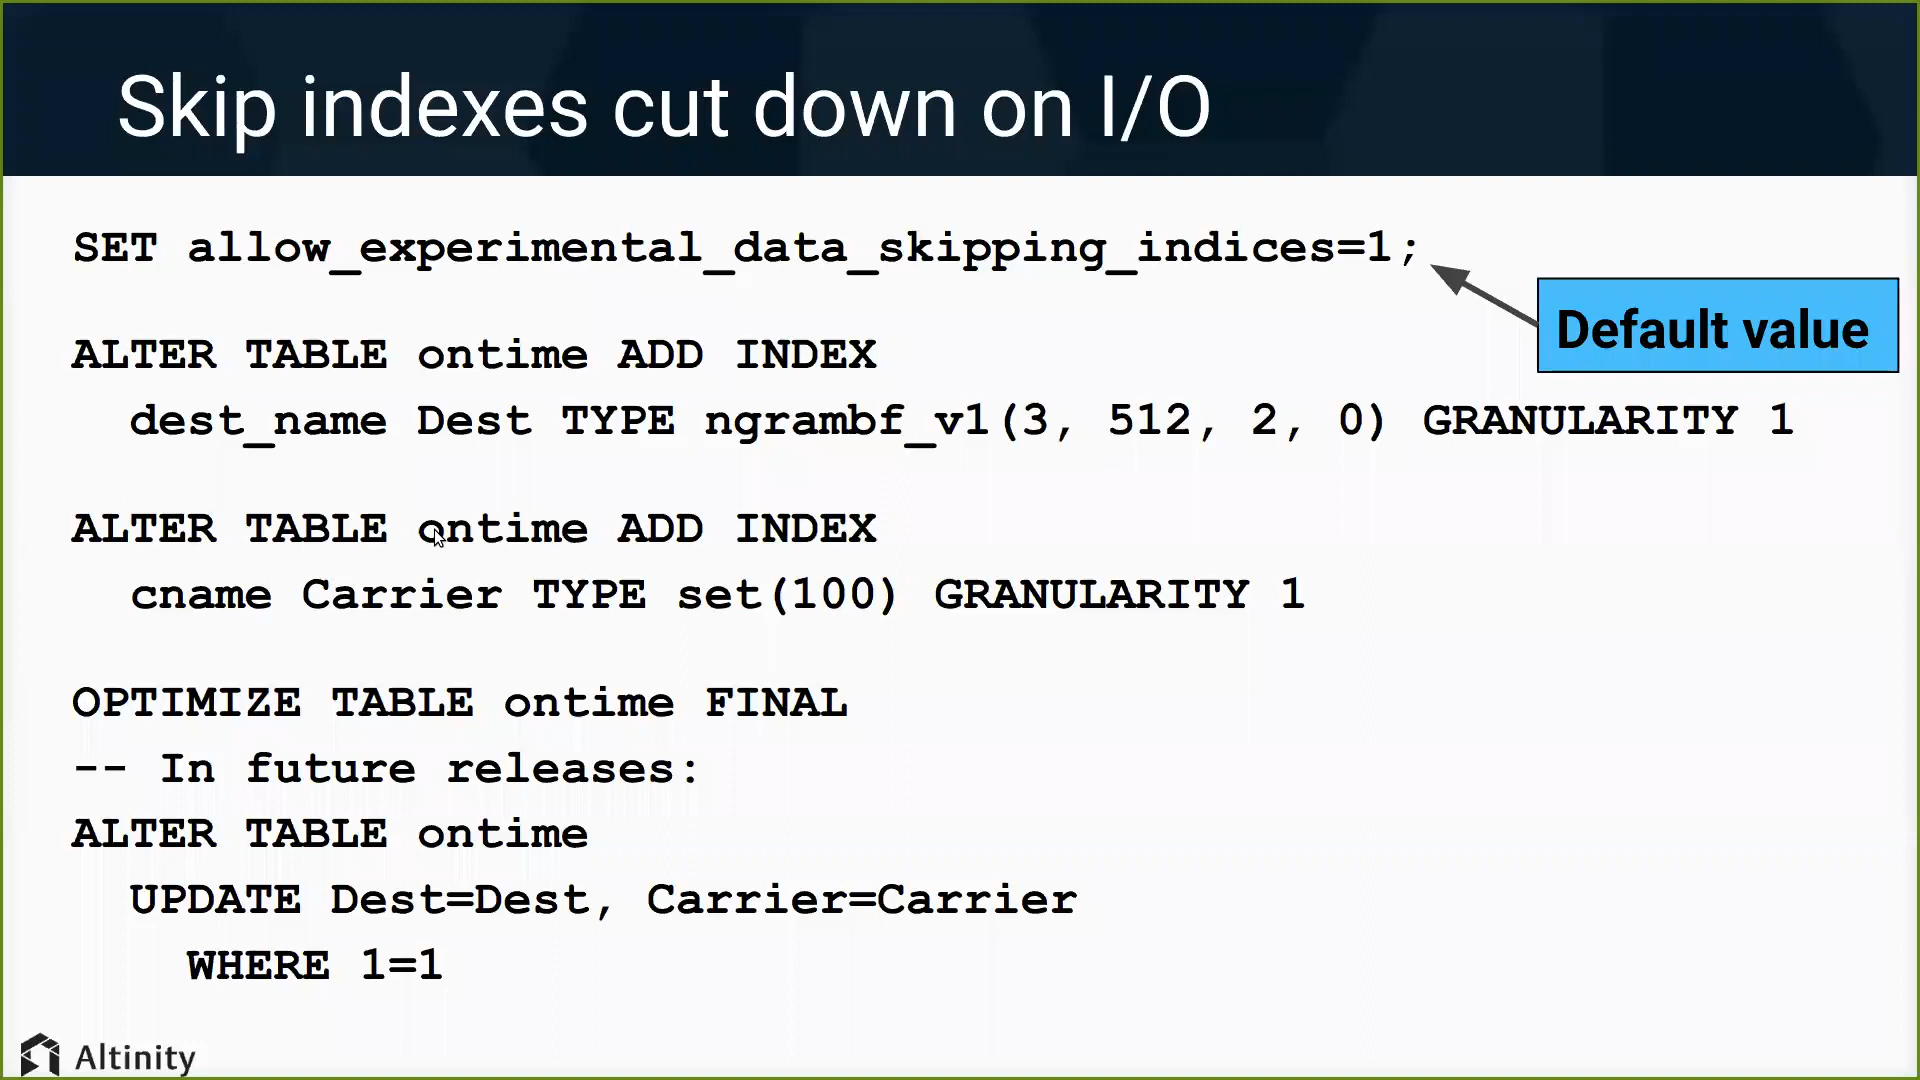 Skip indexes cut down on I/O
SET allow_experimental_data_skipping_indices=1;
Default value
ALTER TABLE ontime ADD INDEX
dest_name Dest TYPE ngrambf_v1(3, 512, 2, 0) GRANULARITY 1
ALTER TABLE ontime ADD INDEX
cname Carrier TYPE set(100) GRANULARITY 1
OPTIMIZE TABLE ontime FINAL
-- In future releases:
ALTER TABLE ontime
UPDATE Dest=Dest, Carrier=Carrier
WHERE 1=1
Altinity